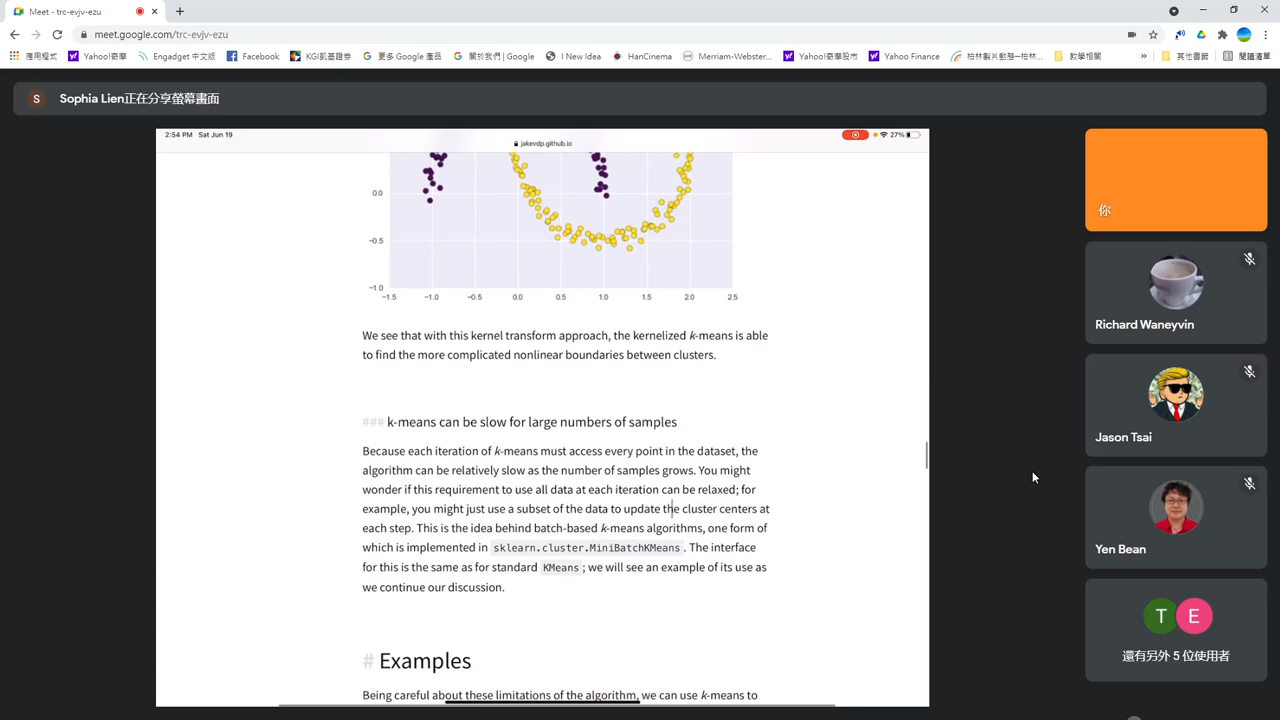 Meet - trc-evjv-ezu
meet.google.com/trc-evjv-ezu
應用程式
Yahoo!奇摩
Engadget 中文版
Facebook
KGI凱基證券
更多 Google 產品
關於我們 | Google
I New Idea
HanCinema
Merriam-Webster...
Yahoo!奇摩股市
Yahoo Finance
柏林製片動態—柏林...
教學相關
»
其他書籤
閱讀清單
S
Sophia Lien正在分享螢幕畫面
2:54 PM Sat Jun 19
27%
jakevdp.github.io
0.0
−0.5
−1.0
−1.5 −1.0 −0.5 0.0 0.5 1.0 1.5 2.0 2.5
We see that with this kernel transform approach, the kernelized k-means is able
to find the more complicated nonlinear boundaries between clusters.
### k-means can be slow for large numbers of samples
Because each iteration of k-means must access every point in the dataset, the
algorithm can be relatively slow as the number of samples grows. You might
wonder if this requirement to use all data at each iteration can be relaxed; for
example, you might just use a subset of the data to update the cluster centers at
each step. This is the idea behind batch-based k-means algorithms, one form of
which is implemented in sklearn.cluster.MiniBatchKMeans. The interface
for this is the same as for standard KMeans; we will see an example of its use as
we continue our discussion.
# Examples
Being careful about these limitations of the algorithm, we can use k-means to
你
Richard Waneyvin
Jason Tsai
Yen Bean
T
E
還有另外 5 位使用者